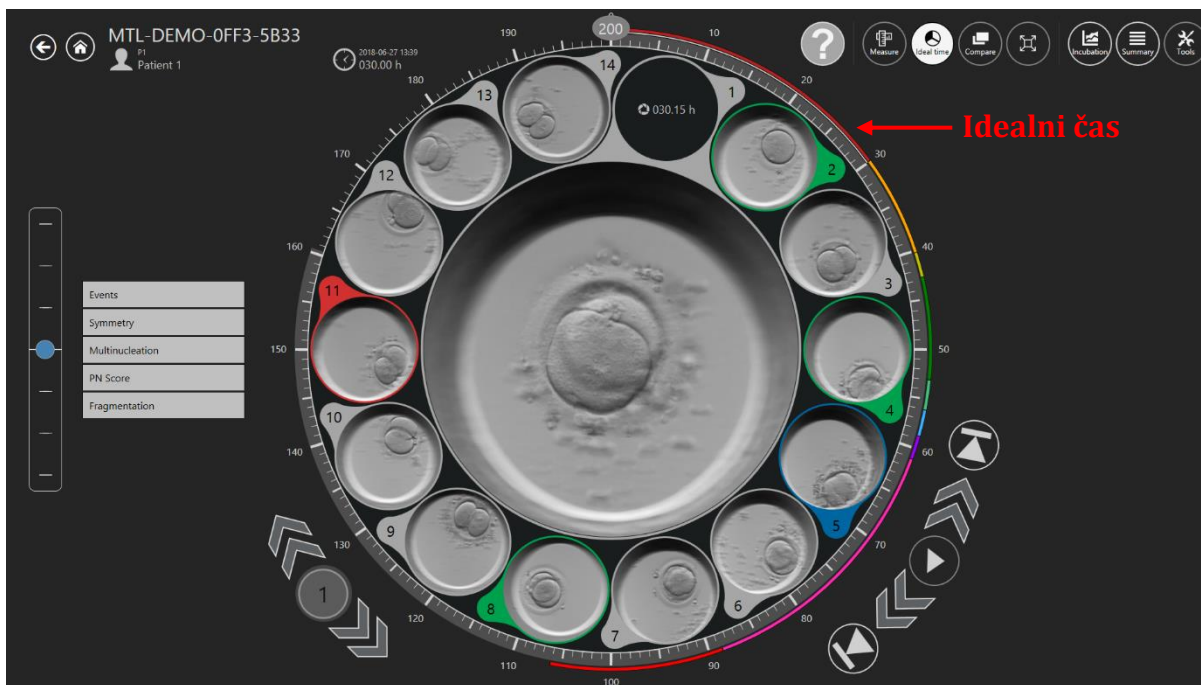 MTL-DEMO-0FF3-5B33
P1
Patient 1
2018-06-27 13:39
030.00 h
?
Measure
Ideal time
Compare
Incubation
Summary
Tools
Idealni čas
200
10
20
30
40
50
60
70
80
90
100
110
120
130
140
150
160
170
180
190
030.15 h
1
2
3
4
5
6
7
8
9
10
11
12
13
14
Events
Symmetry
Multinucleation
PN Score
Fragmentation
1